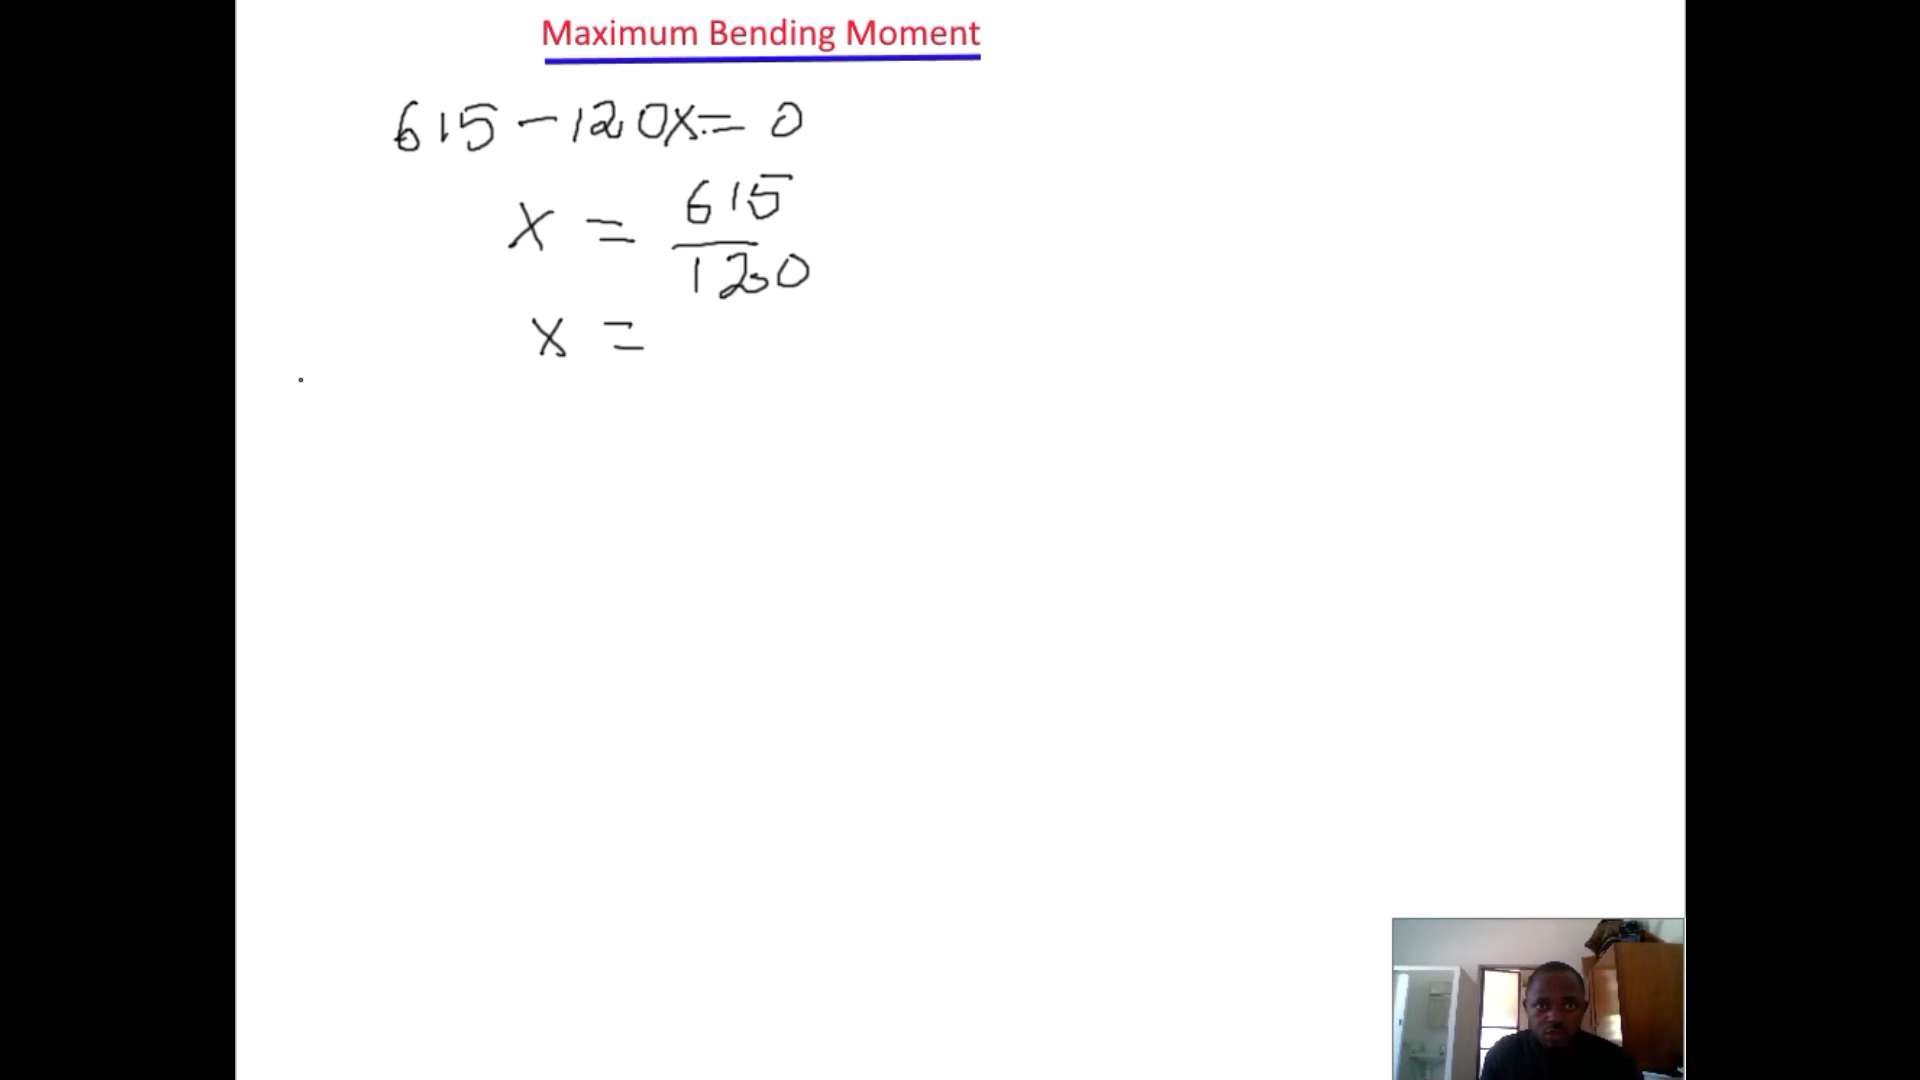 Maximum Bending Moment
615 - 120x = 0
x = 615/120
x =